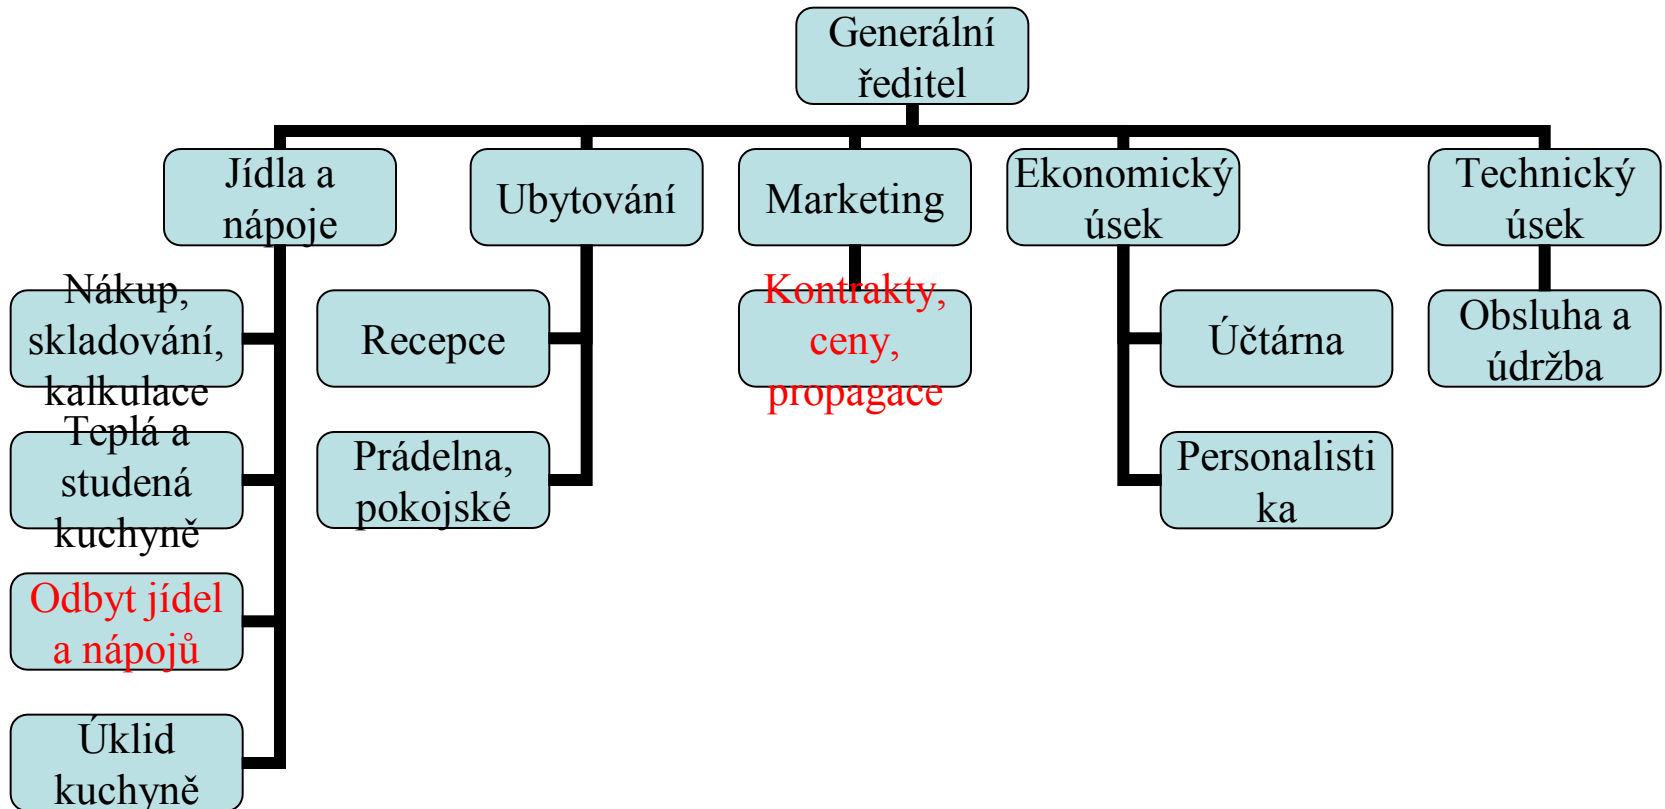 Generální
ředitel
Jídla a
nápoje
Ubytování
Marketing
Ekonomický
úsek
Technický
úsek
Nákup,
skladování,
kalkulace
Recepce
Kontrakty,
ceny,
propagace
Účtárna
Obsluha a
údržba
Teplá a
studená
kuchyně
Prádelna,
pokojské
Personalisti
ka
Odbyt jídel
a nápojů
Úklid
kuchyně